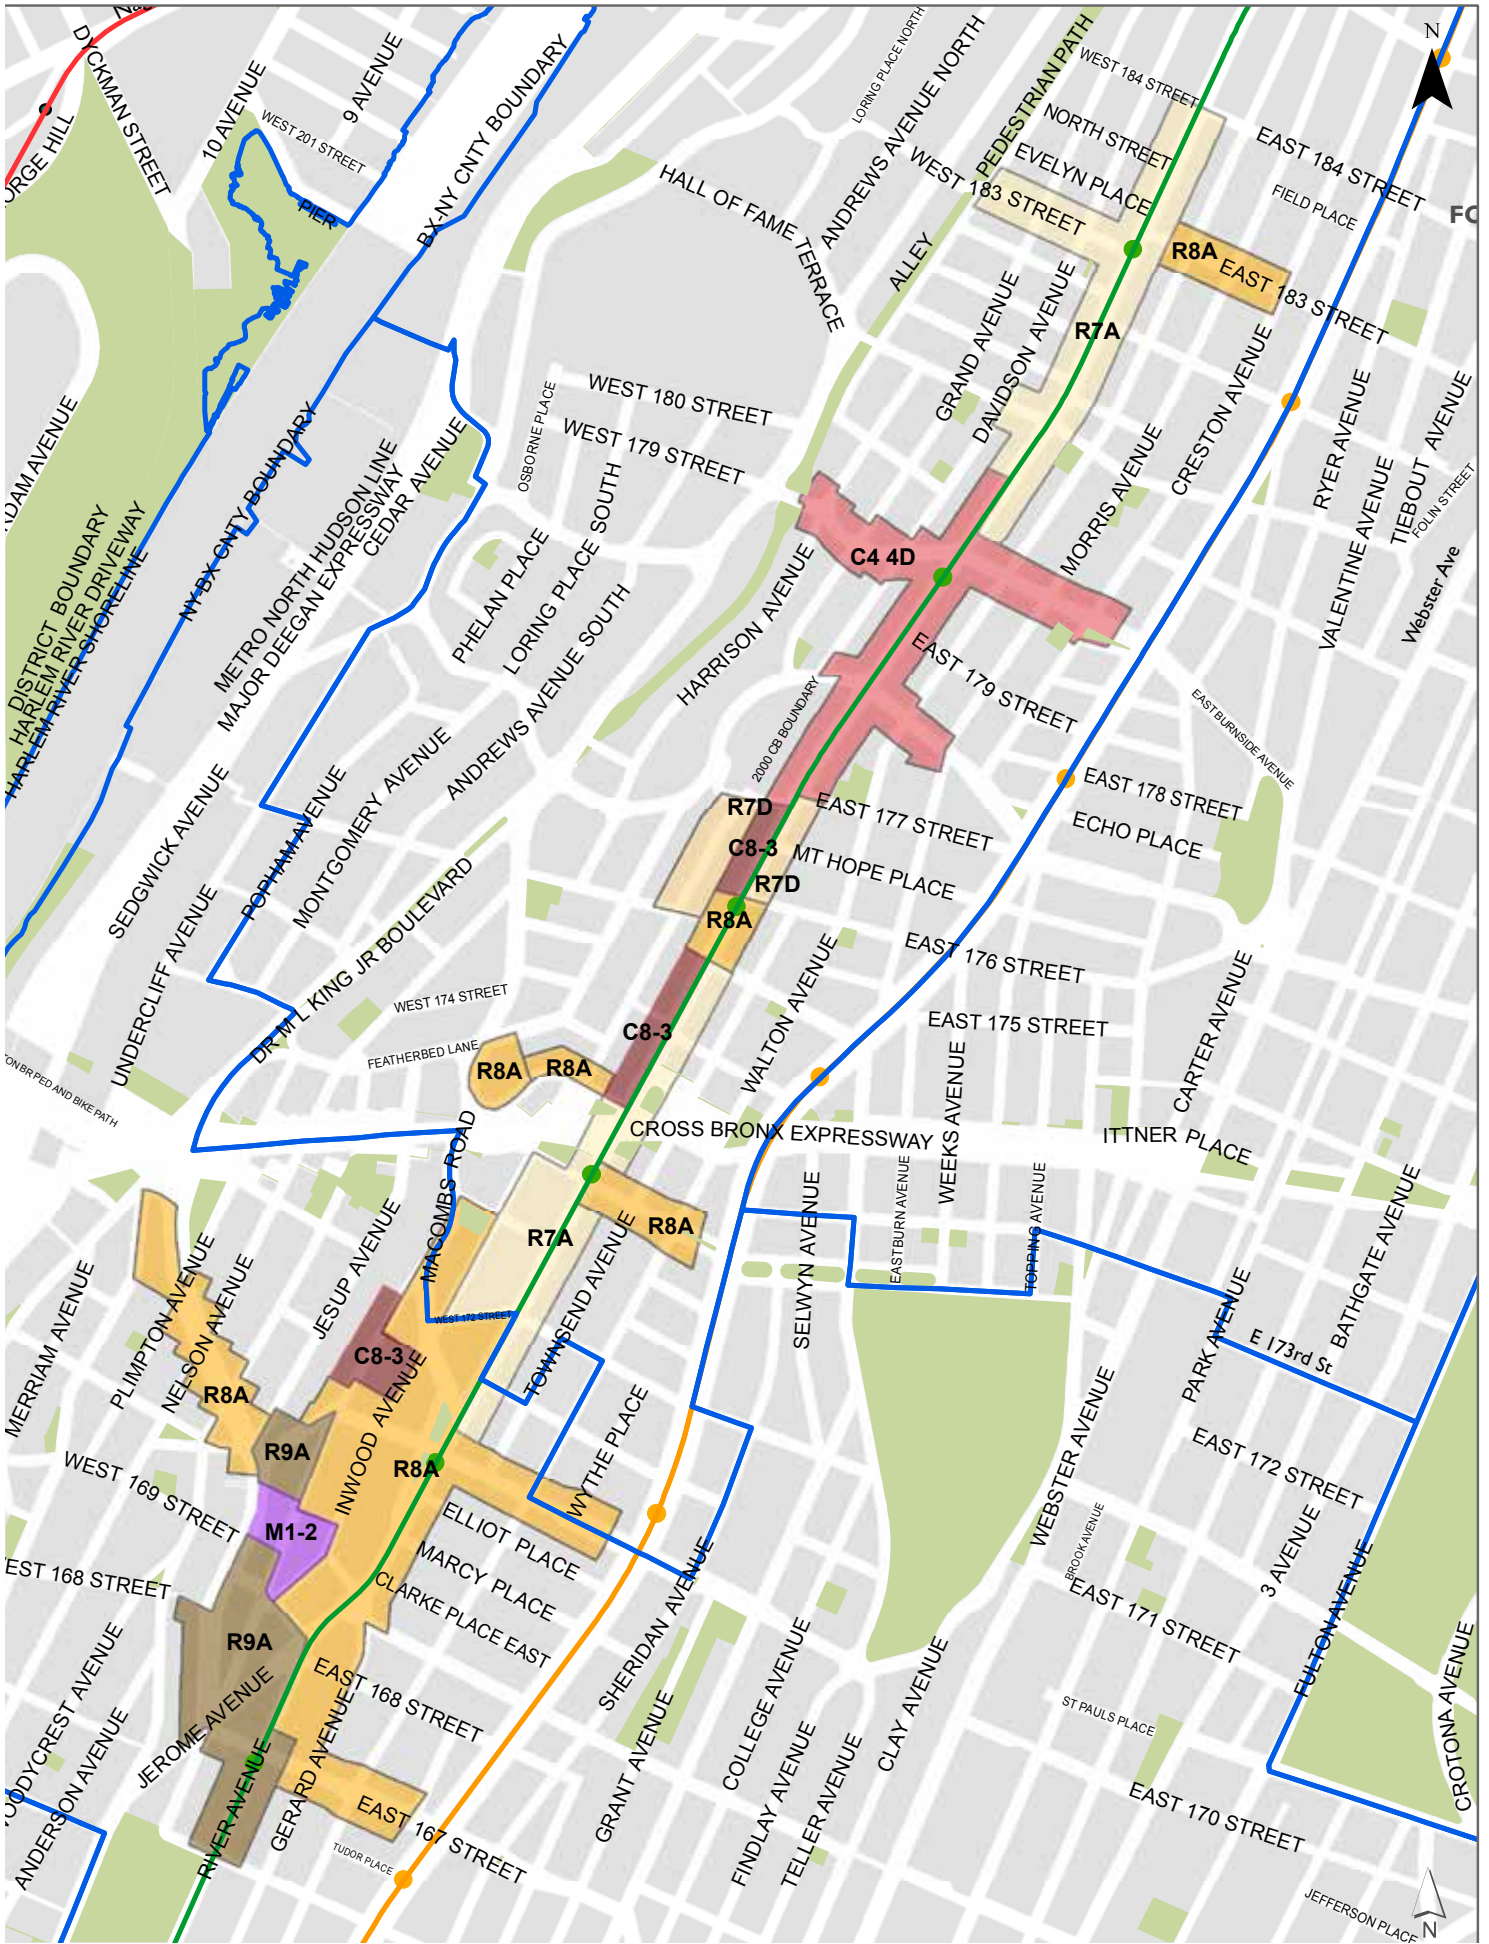 N
DYCKMAN STREET
10 AVENUE
9 AVENUE
WEST 201 STREET
PIER
BX-NY CNTY BOUNDARY
LORING PLACE NORTH
ANDREWS AVENUE NORTH
PEDESTRIAN PATH
WEST 184 STREET
NORTH STREET
EVELYN PLACE
WEST 183 STREET
EAST 184 STREET
FIELD PLACE
HALL OF FAME TERRACE
ALLEY
R8A
EAST 183 STREET
GRAND AVENUE
DAVIDSON AVENUE
R7A
CRESTON AVENUE
RYER AVENUE
TIEBOUT AVENUE
FOLIN STREET
VALENTINE AVENUE
Webster Ave
WEST 180 STREET
WEST 179 STREET
OSBORNE PLACE
NY-BX CNTY BOUNDARY
METRO NORTH HUDSON LINE
MAJOR DEEGAN EXPRESSWAY
CEDAR AVENUE
DISTRICT BOUNDARY
HARLEM RIVER DRIVEWAY
HARLEM RIVER SHORELINE
PHELAN PLACE
LORING PLACE SOUTH
ANDREWS AVENUE SOUTH
HARRISON AVENUE
C4 4D
MORRIS AVENUE
EAST 179 STREET
2000 CB BOUNDARY
EAST BURNSIDE AVENUE
EAST 178 STREET
ECHO PLACE
R7D
EAST 177 STREET
C8-3
MT HOPE PLACE
R7D
R8A
EAST 176 STREET
SEDGWICK AVENUE
POPHAM AVENUE
MONTGOMERY AVENUE
UNDERCLIFF AVENUE
DR M L KING JR BOULEVARD
WEST 174 STREET
FEATHERBED LANE
R8A
R8A
C8-3
WALTON AVENUE
EAST 175 STREET
CARTER AVENUE
WEEKS AVENUE
CROSS BRONX EXPRESSWAY
ITTNER PLACE
MACOMBS ROAD
R7A
R8A
TOWNSEND AVENUE
SELWYN AVENUE
EASTBURN AVENUE
TOPPING AVENUE
PARK AVENUE
BATHGATE AVENUE
E 173rd St
WEST 172 STREET
JESUP AVENUE
MERRIAM AVENUE
PLIMPTON AVENUE
NELSON AVENUE
C8-3
R8A
INWOOD AVENUE
R9A
R8A
WYTHE PLACE
WEBSTER AVENUE
EAST 172 STREET
WEST 169 STREET
M1-2
ELLIOT PLACE
MARCY PLACE
CLARKE PLACE EAST
BROOK AVENUE
3 AVENUE
EAST 171 STREET
FULTON AVENUE
CROTONA AVENUE
R9A
EAST 168 STREET
SHERIDAN AVENUE
GRANT AVENUE
COLLEGE AVENUE
FINDLAY AVENUE
TELLER AVENUE
CLAY AVENUE
ST PAULS PLACE
EAST 170 STREET
JEROME AVENUE
ANDERSON AVENUE
RIVER AVENUE
GERARD AVENUE
EAST 167 STREET
TUDOR PLACE
JEFFERSON PLACE
N